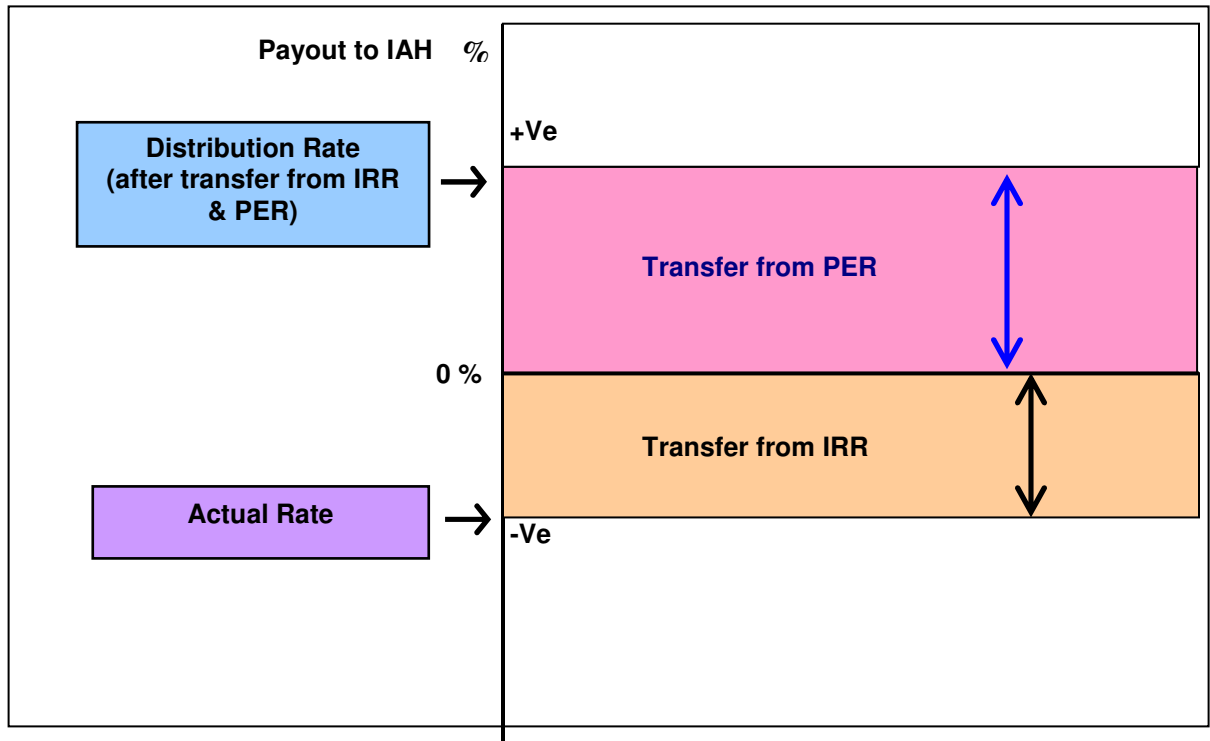 Payout to IAH %
+Ve
Distribution Rate
(after transfer from IRR
& PER)
Transfer from PER
0 %
Transfer from IRR
Actual Rate
-Ve